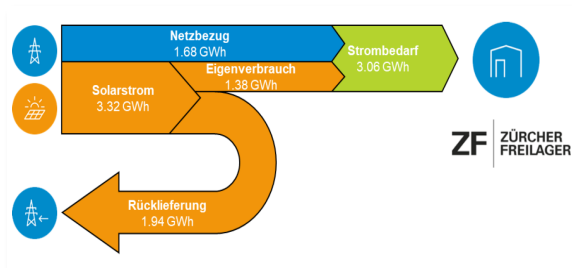 Netzbezug
1.68 GWh
Strombedarf
3.06 GWh
Eigenverbrauch
1.38 GWh
Solarstrom
3.32 GWh
Rücklieferung
1.94 GWh
ZF ZÜRCHER
FREILAGER